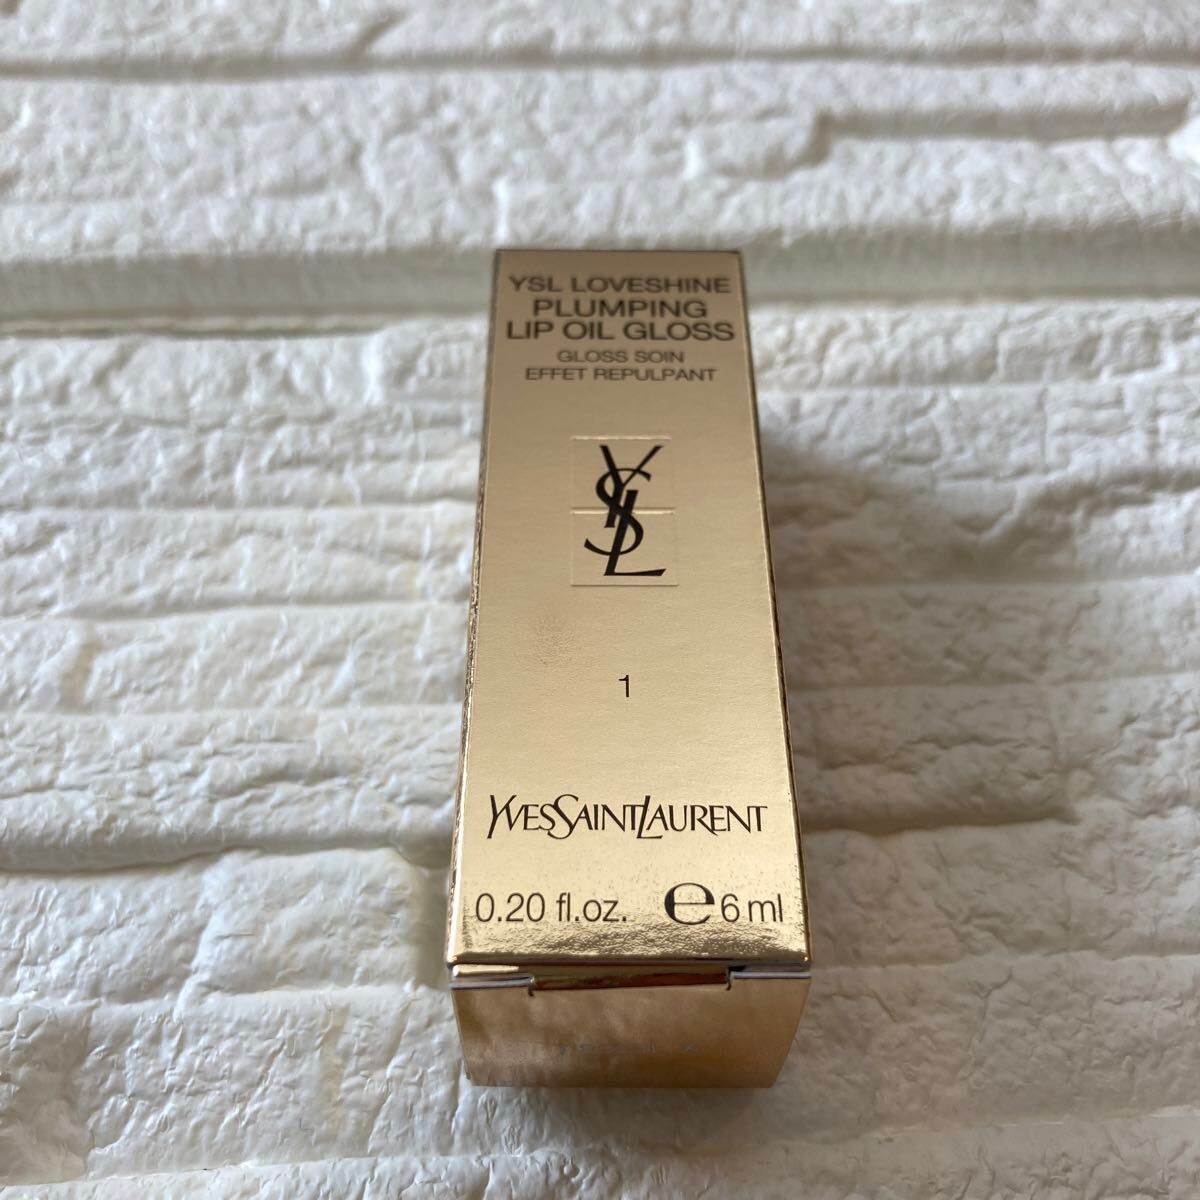 YSL LOVESHINE
PLUMPING
LIP OIL GLOSS
GLOSS SOIN
EFFET REPULPANT
YSL
1
YVESSAINTLAURENT
0.20 fl.oz. e 6 ml